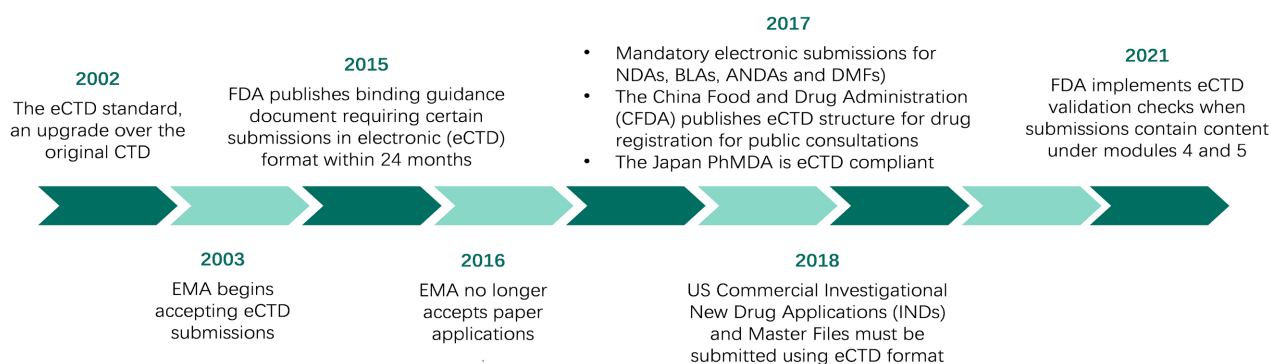 2002
The eCTD standard,
an upgrade over the
original CTD
2003
EMA begins
accepting eCTD
submissions
2015
FDA publishes binding guidance
document requiring certain
submissions in electronic (eCTD)
format within 24 months
2016
EMA no longer
accepts paper
applications
.
2017
• Mandatory electronic submissions for
NDAs, BLAs, ANDAs and DMFs)
• The China Food and Drug Administration
(CFDA) publishes eCTD structure for drug
registration for public consultations
• The Japan PhMDA is eCTD compliant
2018
US Commercial Investigational
New Drug Applications (INDs)
and Master Files must be
submitted using eCTD format
2021
FDA implements eCTD
validation checks when
submissions contain content
under modules 4 and 5